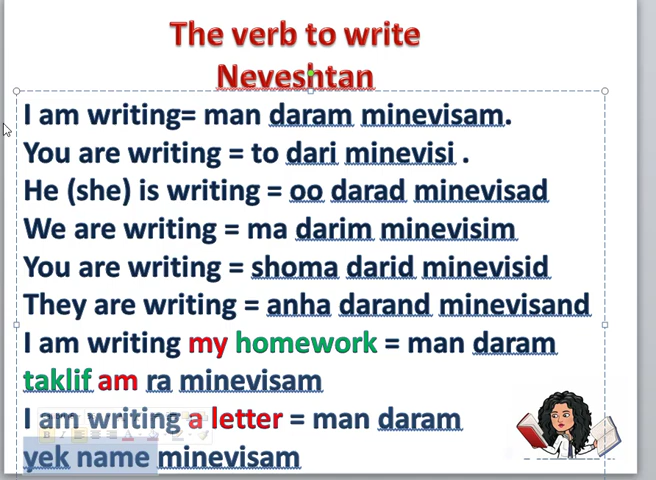 The verb to write
Neveshtan
I am writing= man daram minevisam.
You are writing = to dari minevisi .
He (she) is writing = oo darad minevisad
We are writing = ma darim minevisim
You are writing = shoma darid minevisid
They are writing = anha darand minevisand
I am writing my homework = man daram
taklif am ra minevisam
I am writing a letter = man daram
yek name minevisam